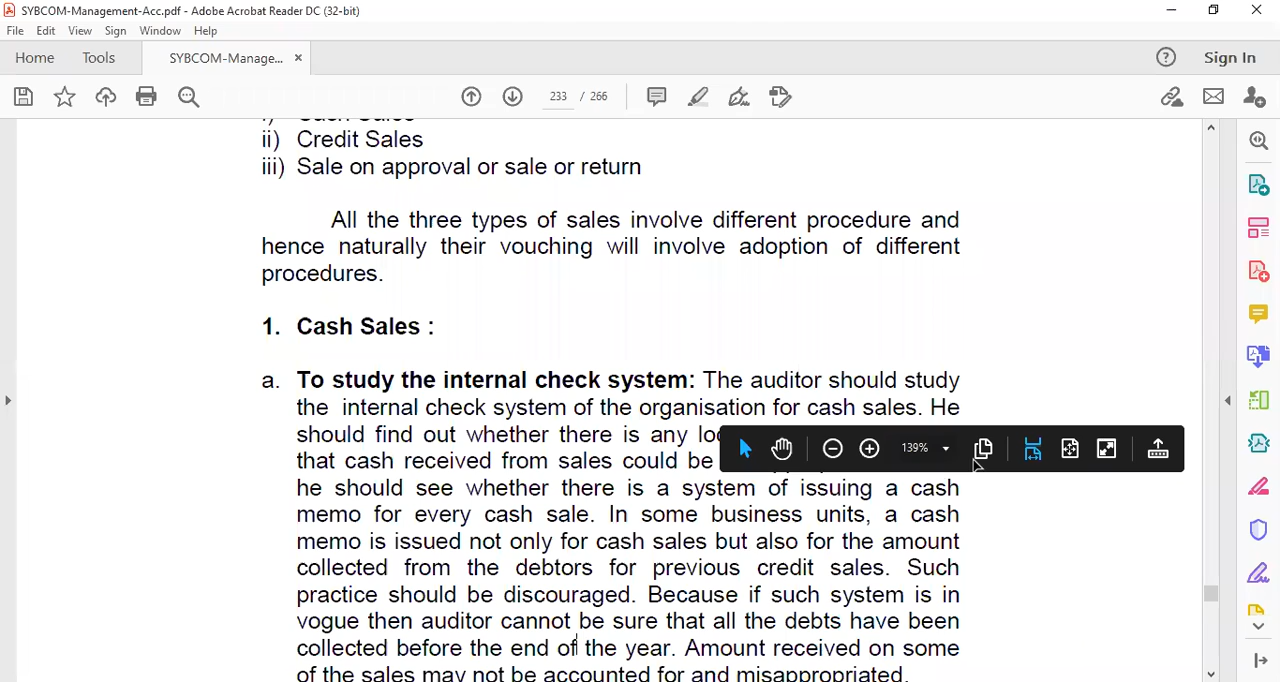 SYBCOM-Management-Acc.pdf - Adobe Acrobat Reader DC (32-bit)
File Edit View Sign Window Help
Home Tools SYBCOM-Manage... × Sign In
233 / 266
ii) Credit Sales
iii) Sale on approval or sale or return
All the three types of sales involve different procedure and
hence naturally their vouching will involve adoption of different
procedures.
1. Cash Sales :
a. To study the internal check system: The auditor should study
the internal check system of the organisation for cash sales. He
should find out whether there is any
139%
that cash received from sales could be
he should see whether there is a system of issuing a cash
memo for every cash sale. In some business units, a cash
memo is issued not only for cash sales but also for the amount
collected from the debtors for previous credit sales. Such
practice should be discouraged. Because if such system is in
vogue then auditor cannot be sure that all the debts have been
collected before the end of the year. Amount received on some
of the sales may not be accounted for and misappropriated.